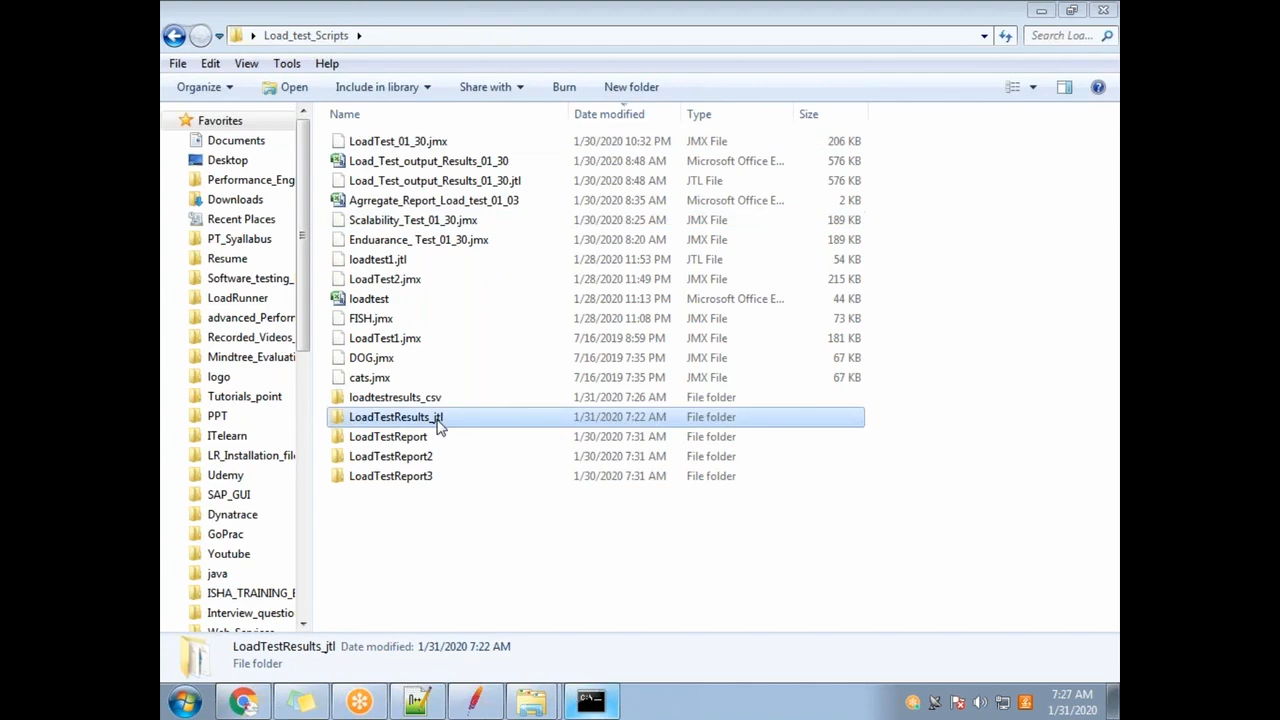 Load_test_Scripts
Search Loa...
File Edit View Tools Help
Organize Open Include in library Share with Burn New folder
Name Date modified Type Size
Favorites
Documents
Desktop
Performance_Eng
Downloads
Recent Places
PT_Syallabus
Resume
Software_testing_
LoadRunner
advanced_Perforr
Recorded_Videos_
Mindtree_Evaluati
logo
Tutorials_point
PPT
ITelearn
LR_Installation_file
Udemy
SAP_GUI
Dynatrace
GoPrac
Youtube
java
ISHA_TRAINING_E
Interview_questio
LoadTest_01_30.jmx 1/30/2020 10:32 PM JMX File 206 KB
Load_Test_output_Results_01_30 1/30/2020 8:48 AM Microsoft Office E... 576 KB
Load_Test_output_Results_01_30.jtl 1/30/2020 8:48 AM JTL File 576 KB
Agrregate_Report_Load_test_01_03 1/30/2020 8:35 AM Microsoft Office E... 2 KB
Scalability_Test_01_30.jmx 1/30/2020 8:25 AM JMX File 189 KB
Enduarance_ Test_01_30.jmx 1/30/2020 8:20 AM JMX File 189 KB
loadtest1.jtl 1/28/2020 11:53 PM JTL File 54 KB
LoadTest2.jmx 1/28/2020 11:49 PM JMX File 215 KB
loadtest 1/28/2020 11:13 PM Microsoft Office E... 44 KB
FISH.jmx 1/28/2020 11:08 PM JMX File 73 KB
LoadTest1.jmx 7/16/2019 8:59 PM JMX File 181 KB
DOG.jmx 7/16/2019 7:35 PM JMX File 67 KB
cats.jmx 7/16/2019 7:35 PM JMX File 67 KB
loadtestresults_csv 1/31/2020 7:26 AM File folder
LoadTestResults_jtl 1/31/2020 7:22 AM File folder
LoadTestReport 1/30/2020 7:31 AM File folder
LoadTestReport2 1/30/2020 7:31 AM File folder
LoadTestReport3 1/30/2020 7:31 AM File folder
LoadTestResults_jtl Date modified: 1/31/2020 7:22 AM
File folder
7:27 AM
1/31/2020